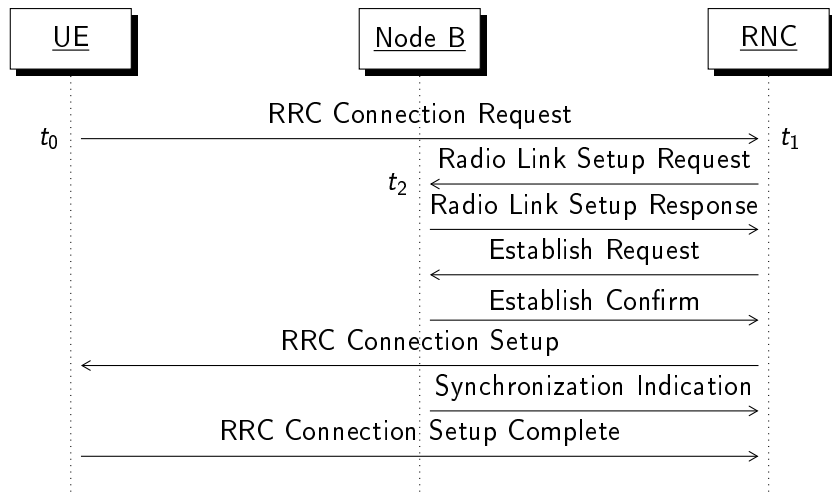 UE Node B RNC
RRC Connection Request
t0 t1
Radio Link Setup Request
t2
Radio Link Setup Response
Establish Request
Establish Confirm
RRC Connection Setup
Synchronization Indication
RRC Connection Setup Complete